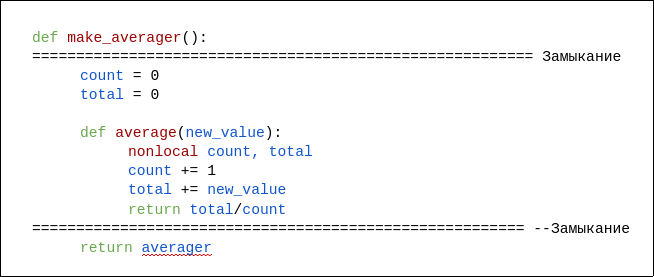 def make_averager():
========================================================= Замыкание
count = 0
total = 0
def average(new_value):
nonlocal count, total
count += 1
total += new_value
return total/count
======================================================== --Замыкание
return averager